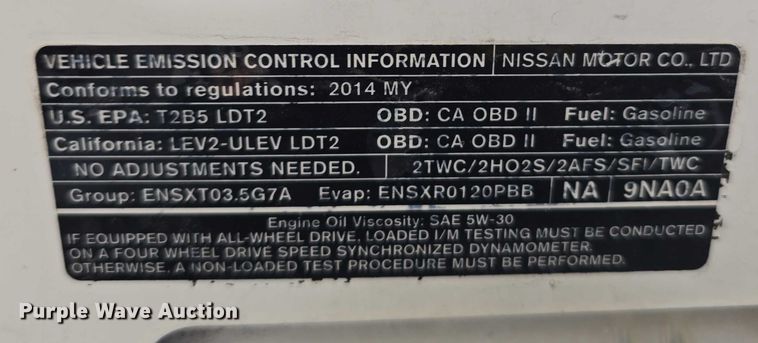 VEHICLE EMISSION CONTROL INFORMATION NISSAN MOTOR CO., LTD
Conforms to regulations: 2014 MY
U.S. EPA: T2B5 LDT2 OBD: CA OBD II Fuel: Gasoline
California: LEV2-ULEV LDT2 OBD: CA OBD II Fuel: Gasoline
NO ADJUSTMENTS NEEDED. 2TWC/2HO2S/2AFS/SFI/TWC
Group: ENSXT03.5G7A Evap: ENSXR0120PBB NA 9NA0A
Engine Oil Viscosity: SAE 5W-30
IF EQUIPPED WITH ALL-WHEEL DRIVE, LOADED I/M TESTING MUST BE CONDUCTED
ON A FOUR WHEEL DRIVE SPEED SYNCHRONIZED DYNAMOMETER.
OTHERWISE, A NON-LOADED TEST PROCEDURE MUST BE PERFORMED.
Purple Wave Auction